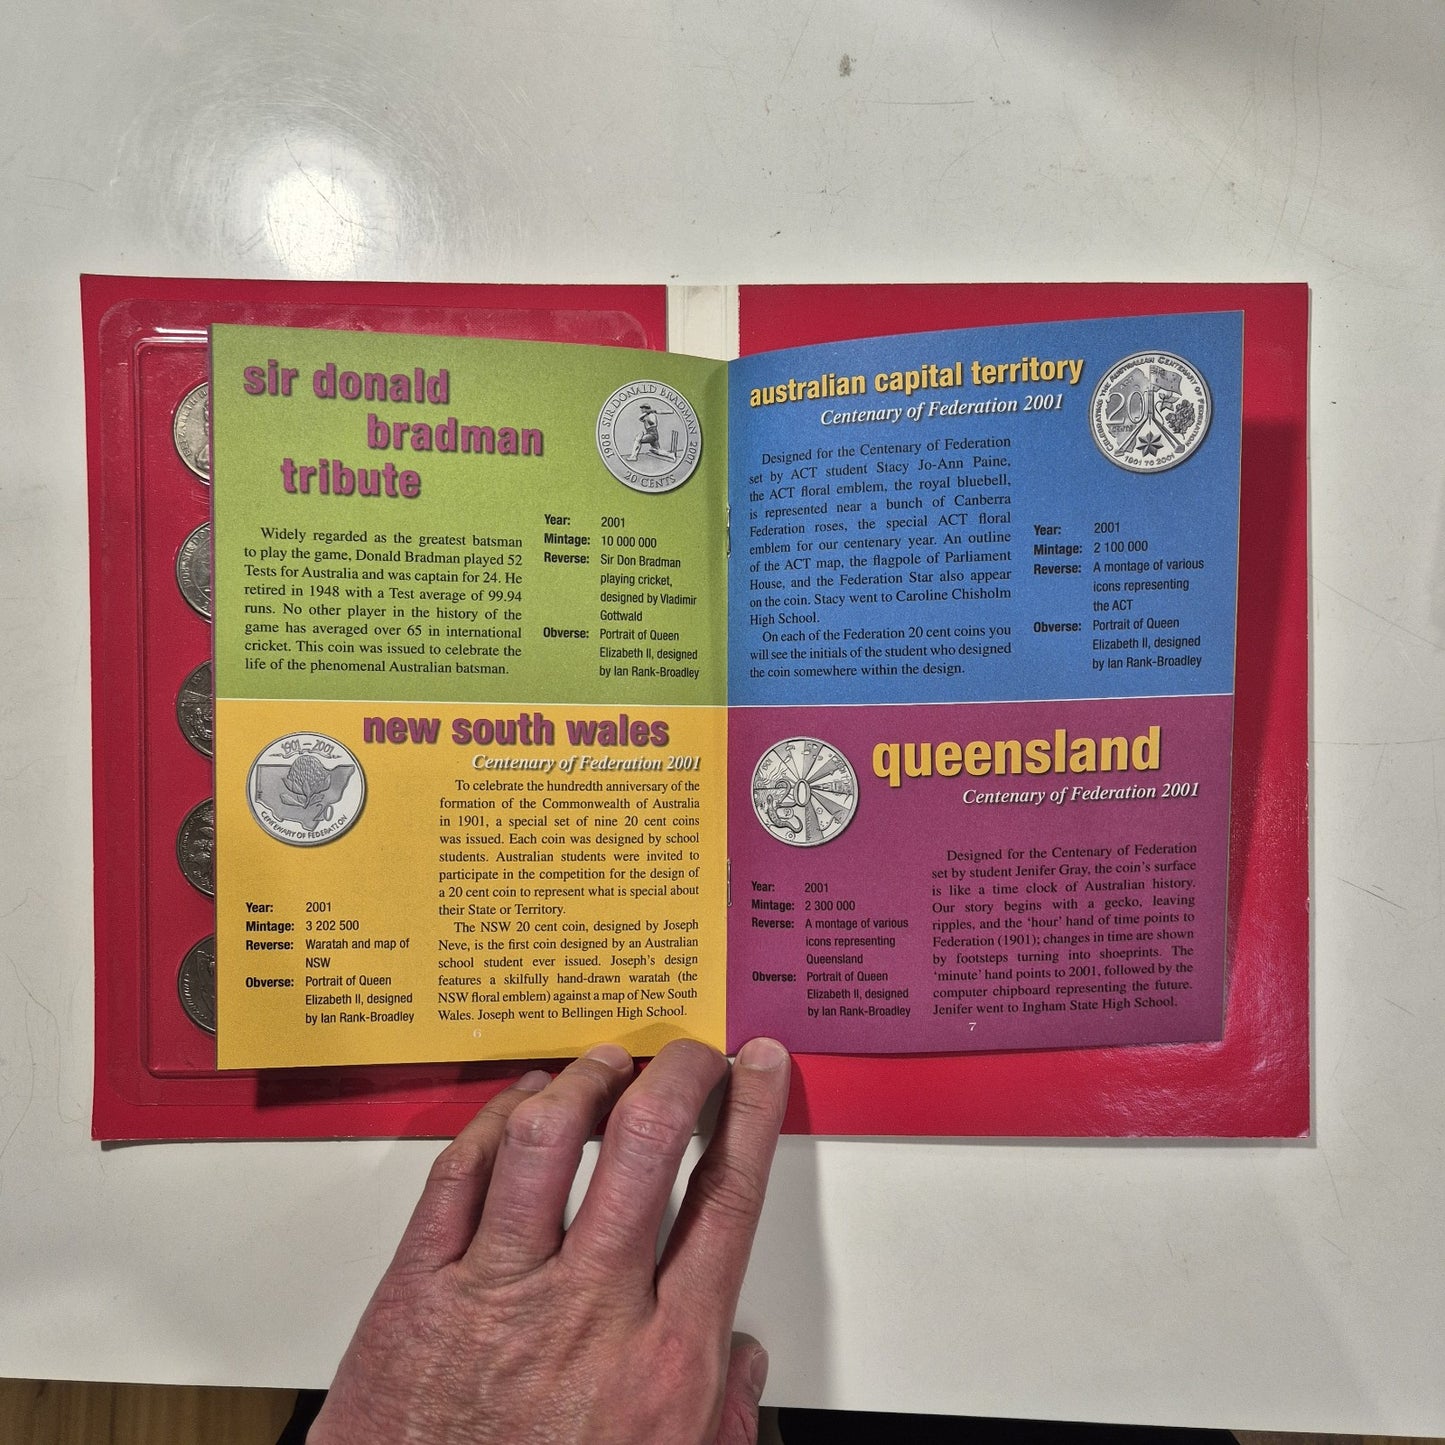 sir donald
bradman
tribute
1908 SIR DONALD BRADMAN 2001
20 CENTS
Widely regarded as the greatest batsman
to play the game, Donald Bradman played 52
Tests for Australia and was captain for 24. He
retired in 1948 with a Test average of 99.94
runs. No other player in the history of the
game has averaged over 65 in international
cricket. This coin was issued to celebrate the
life of the phenomenal Australian batsman.
Year: 2001
Mintage: 10 000 000
Reverse: Sir Don Bradman
playing cricket,
designed by Vladimir
Gottwald
Obverse: Portrait of Queen
Elizabeth II, designed
by Ian Rank-Broadley
new south wales
Centenary of Federation 2001
1901 – 2001
20
CENTENARY OF FEDERATION
To celebrate the hundredth anniversary of the
formation of the Commonwealth of Australia
in 1901, a special set of nine 20 cent coins
was issued. Each coin was designed by school
students. Australian students were invited to
participate in the competition for the design of
a 20 cent coin to represent what is special about
their State or Territory.
The NSW 20 cent coin, designed by Joseph
Neve, is the first coin designed by an Australian
school student ever issued. Joseph's design
features a skilfully hand-drawn waratah (the
NSW floral emblem) against a map of New South
Wales. Joseph went to Bellingen High School.
Year: 2001
Mintage: 3 202 500
Reverse: Waratah and map of
NSW
Obverse: Portrait of Queen
Elizabeth II, designed
by Ian Rank-Broadley
6
australian capital territory
Centenary of Federation 2001
CELEBRATING THE AUSTRALIAN CENTENARY OF FEDERATION
20
CENTS
1901 TO 2001
Designed for the Centenary of Federation
set by ACT student Stacy Jo-Ann Paine,
the ACT floral emblem, the royal bluebell,
is represented near a bunch of Canberra
Federation roses, the special ACT floral
emblem for our centenary year. An outline
of the ACT map, the flagpole of Parliament
House, and the Federation Star also appear
on the coin. Stacy went to Caroline Chisholm
High School.
On each of the Federation 20 cent coins you
will see the initials of the student who designed
the coin somewhere within the design.
Year: 2001
Mintage: 2 100 000
Reverse: A montage of various
icons representing
the ACT
Obverse: Portrait of Queen
Elizabeth II, designed
by Ian Rank-Broadley
queensland
Centenary of Federation 2001
20
Designed for the Centenary of Federation
set by student Jenifer Gray, the coin's surface
is like a time clock of Australian history.
Our story begins with a gecko, leaving
ripples, and the 'hour' hand of time points to
Federation (1901); changes in time are shown
by footsteps turning into shoeprints. The
'minute' hand points to 2001, followed by the
computer chipboard representing the future.
Jenifer went to Ingham State High School.
Year: 2001
Mintage: 2 300 000
Reverse: A montage of various
icons representing
Queensland
Obverse: Portrait of Queen
Elizabeth II, designed
by Ian Rank-Broadley
7